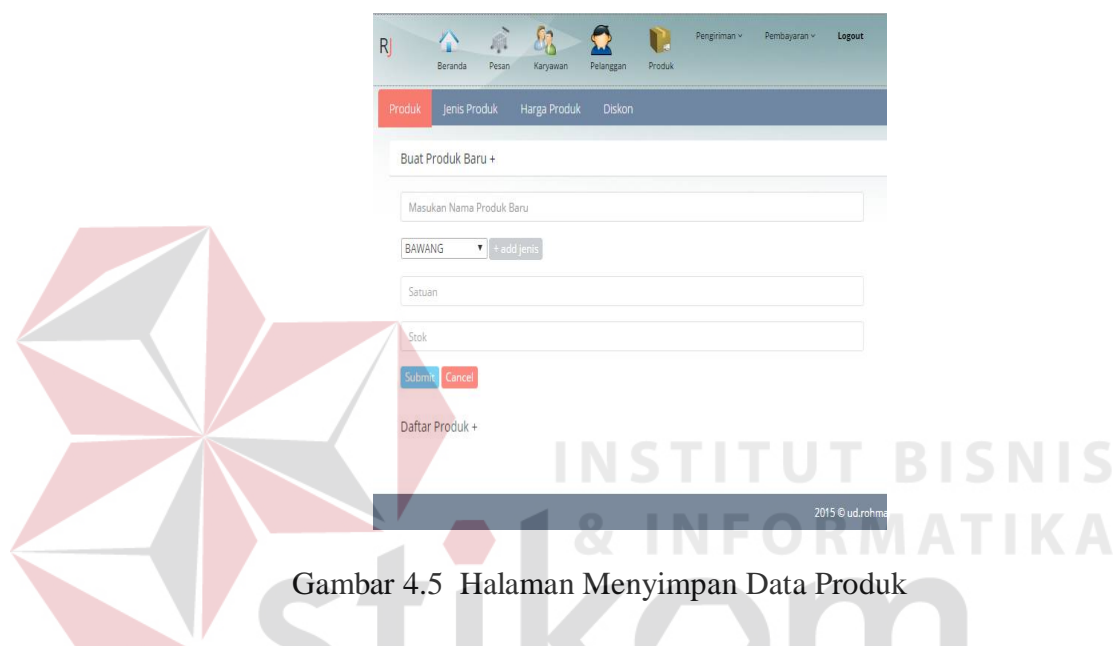 RJ
Beranda Pesan Karyawan Pelanggan Produk Pengiriman Pembayaran Logout
Produk Jenis Produk Harga Produk Diskon
Buat Produk Baru +
Masukan Nama Produk Baru
BAWANG + add jenis
Satuan
Stok
Submit Cancel
Daftar Produk +
INSTITUT BISNIS
2015 © ud.rohma
& INFORMATIKA
Gambar 4.5 Halaman Menyimpan Data Produk
stikom